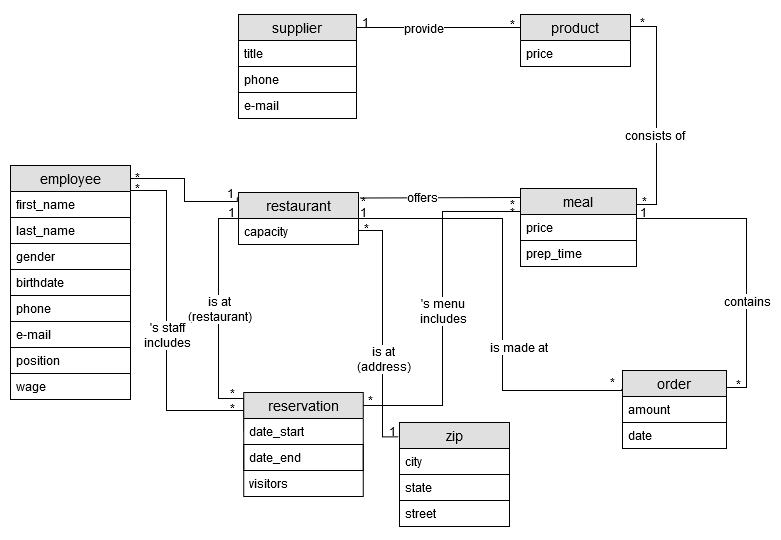 supplier
title
phone
e-mail
1
provide
*
product
price
*
consists of
employee
first_name
last_name
gender
birthdate
phone
e-mail
position
wage
*
*
1
1
restaurant
capacity
*
1
*
offers
*
*
meal
price
prep_time
*
1
is at
(restaurant)
's staff
includes
's menu
includes
is at
(address)
is made at
contains
*
*
reservation
date_start
date_end
visitors
*
1
zip
city
state
street
*
order
amount
date
*